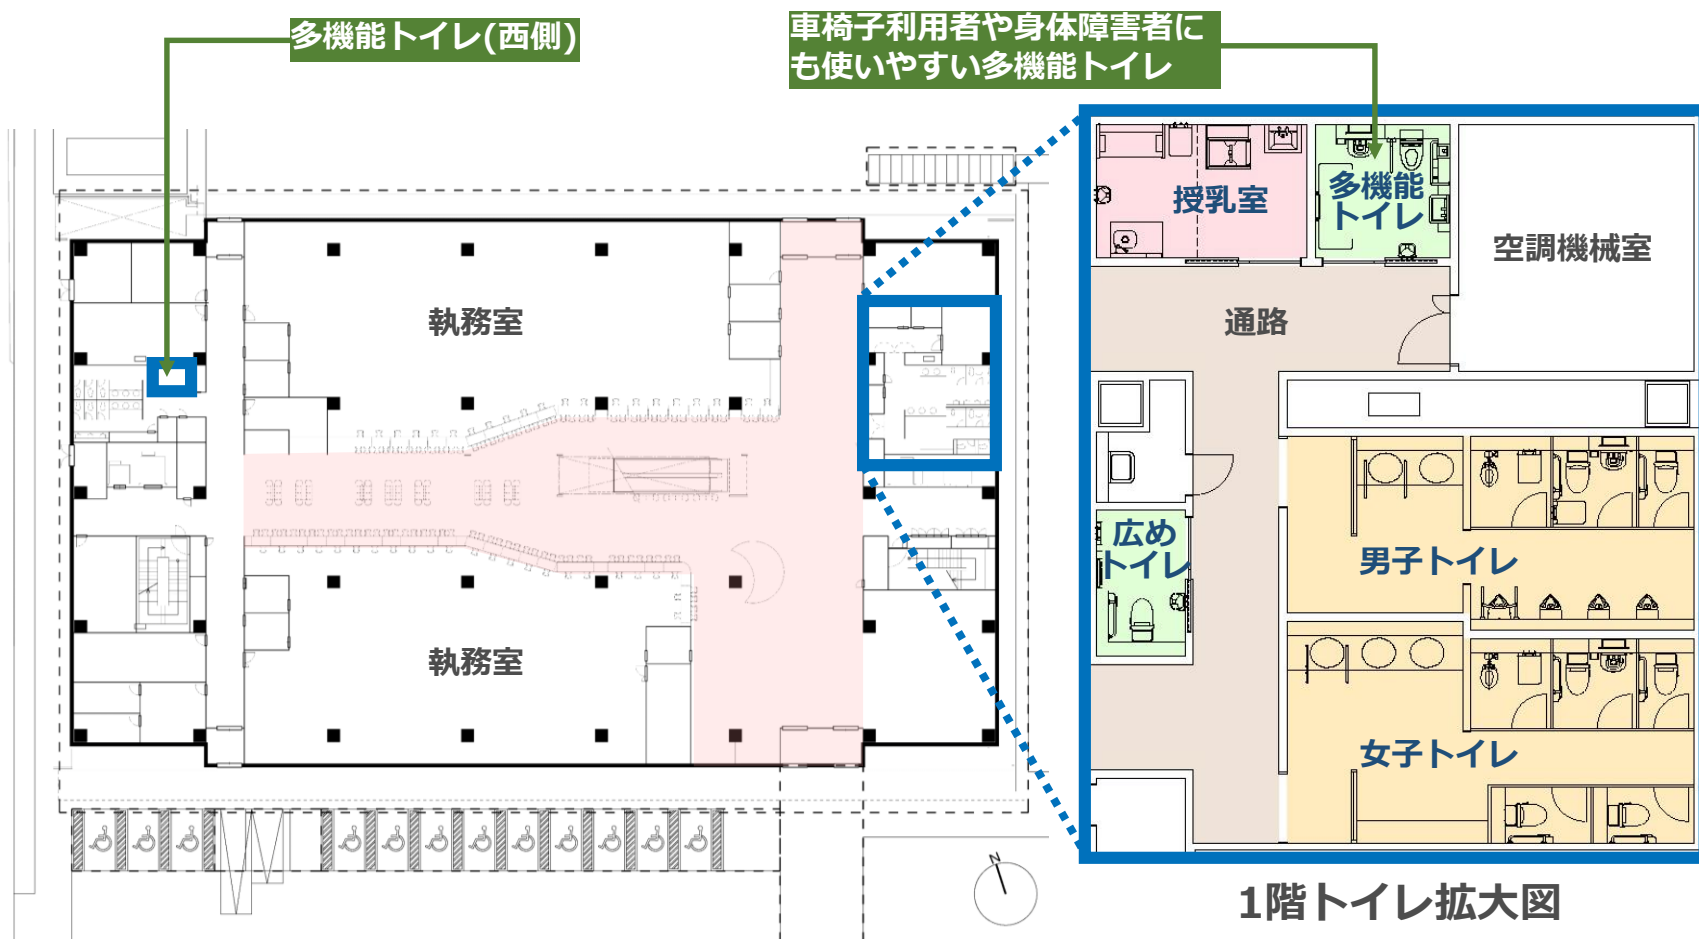 多機能トイレ(西側)
車椅子利用者や身体障害者に
も使いやすい多機能トイレ
授乳室
多機能
トイレ
空調機械室
通路
執務室
広め
トイレ
男子トイレ
執務室
女子トイレ
N
1階トイレ拡大図